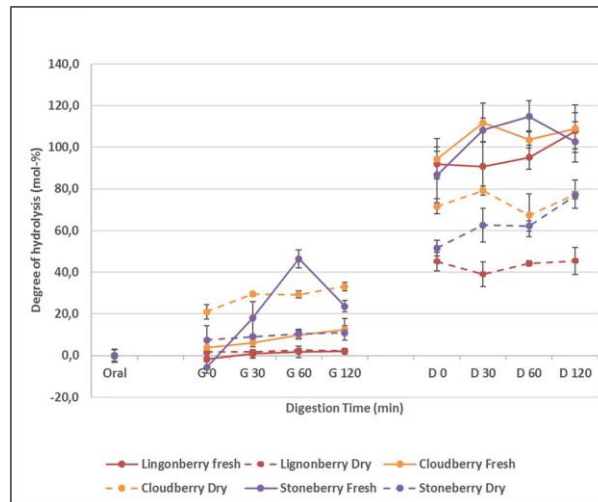 140,0
120,0
100,0
80,0
60,0
40,0
20,0
0,0
-20,0
Degree of hydrolysis (mol-%)
Oral G 0 G 30 G 60 G 120 D 0 D 30 D 60 D 120
Digestion Time (min)
Lingonberry fresh Lignonberry Dry Cloudberry Fresh
Cloudberry Dry Stoneberry Fresh Stoneberry Dry